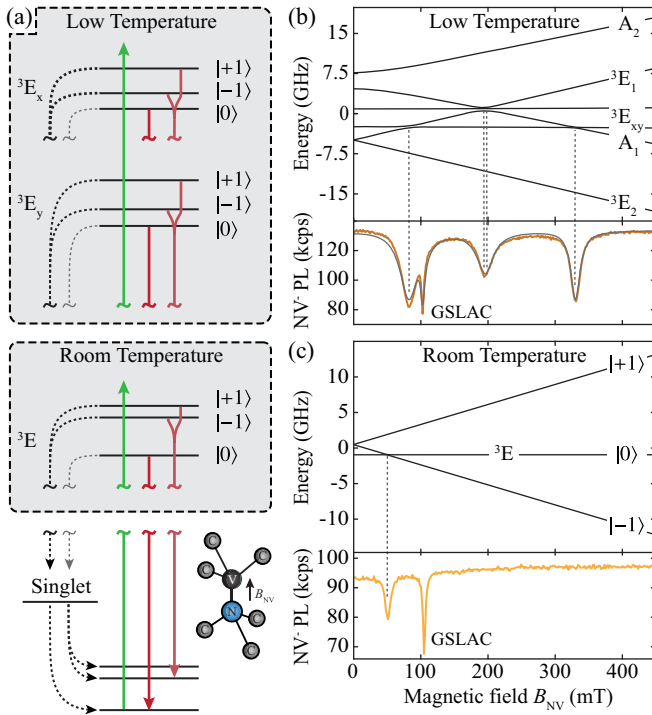 (a)
Low Temperature
³Eₓ
|+1⟩
|−1⟩
|0⟩
³Eᵧ
|+1⟩
|−1⟩
|0⟩
Room Temperature
³E
|+1⟩
|−1⟩
|0⟩
Singlet
C
C
C
V
N
C
C
C
B_NV
(b)
Low Temperature
Energy (GHz)
15
7.5
0
-7.5
-15
A₂
³E₁
³Eₓᵧ
A₁
³E₂
NV⁻ PL (kcps)
120
100
80
GSLAC
(c)
Room Temperature
Energy (GHz)
10
5
0
-5
-10
|+1⟩
³E
|0⟩
|−1⟩
NV⁻ PL (kcps)
100
90
80
70
GSLAC
0
100
200
300
400
Magnetic field B_NV (mT)